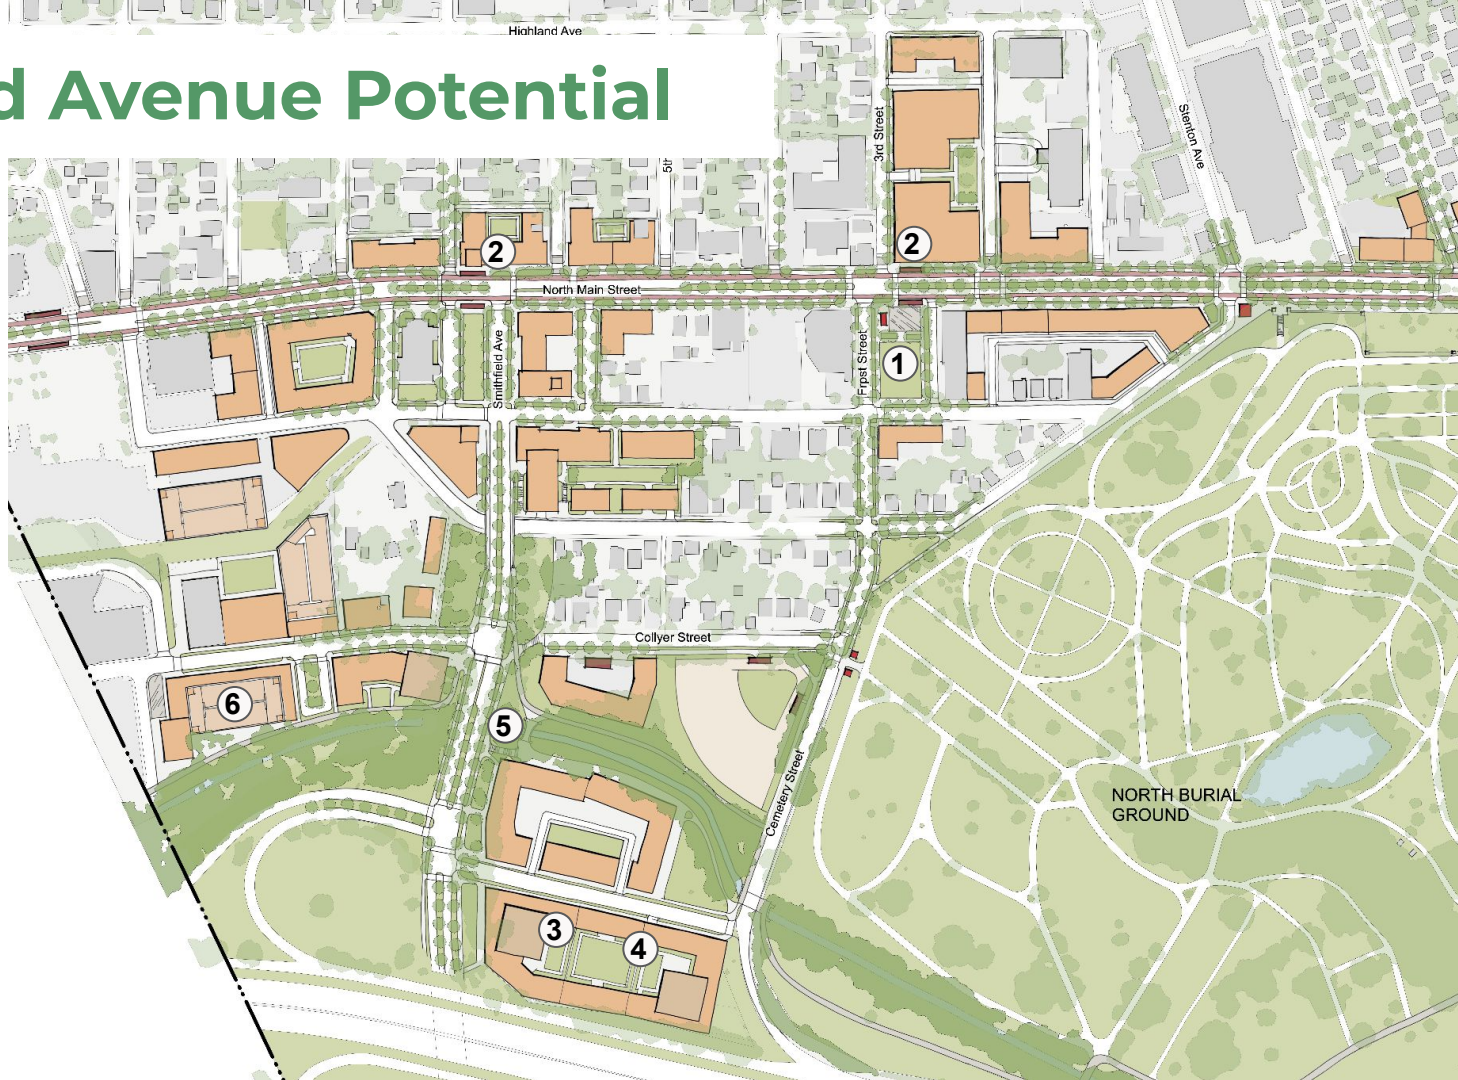 Highland Ave
d Avenue Potential
3rd Street
Stenton Ave
5th
2
2
North Main Street
Smithfield Ave
Frpst Street
1
Collyer Street
6
5
Cemetery Street
NORTH BURIAL
GROUND
3
4